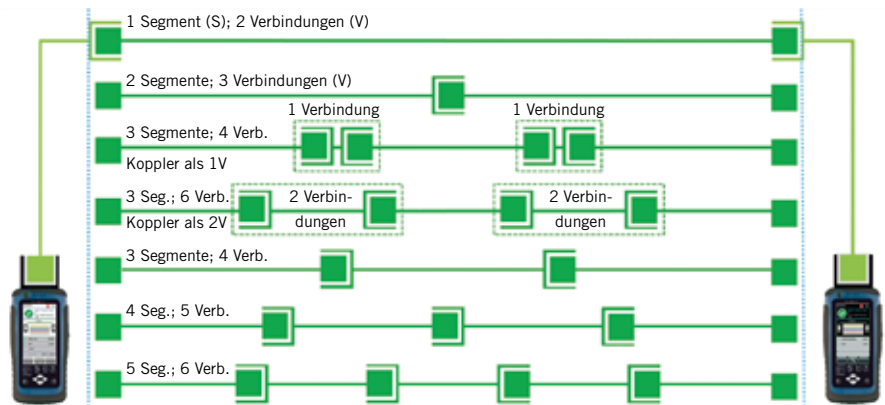 1 Segment (S); 2 Verbindungen (V)
2 Segmente; 3 Verbindungen (V)
1 Verbindung
1 Verbindung
3 Segmente; 4 Verb.
Koppler als 1V
3 Seg.; 6 Verb.
Koppler als 2V
2 Verbin-
dungen
2 Verbin-
dungen
3 Segmente; 4 Verb.
4 Seg.; 5 Verb.
5 Seg.; 6 Verb.